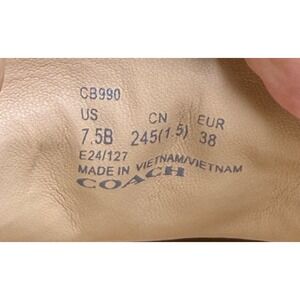 CB990
US CN EUR
7.5B 245(1.5) 38
E24/127
MADE IN VIETNAM/VIETNAM
COACH